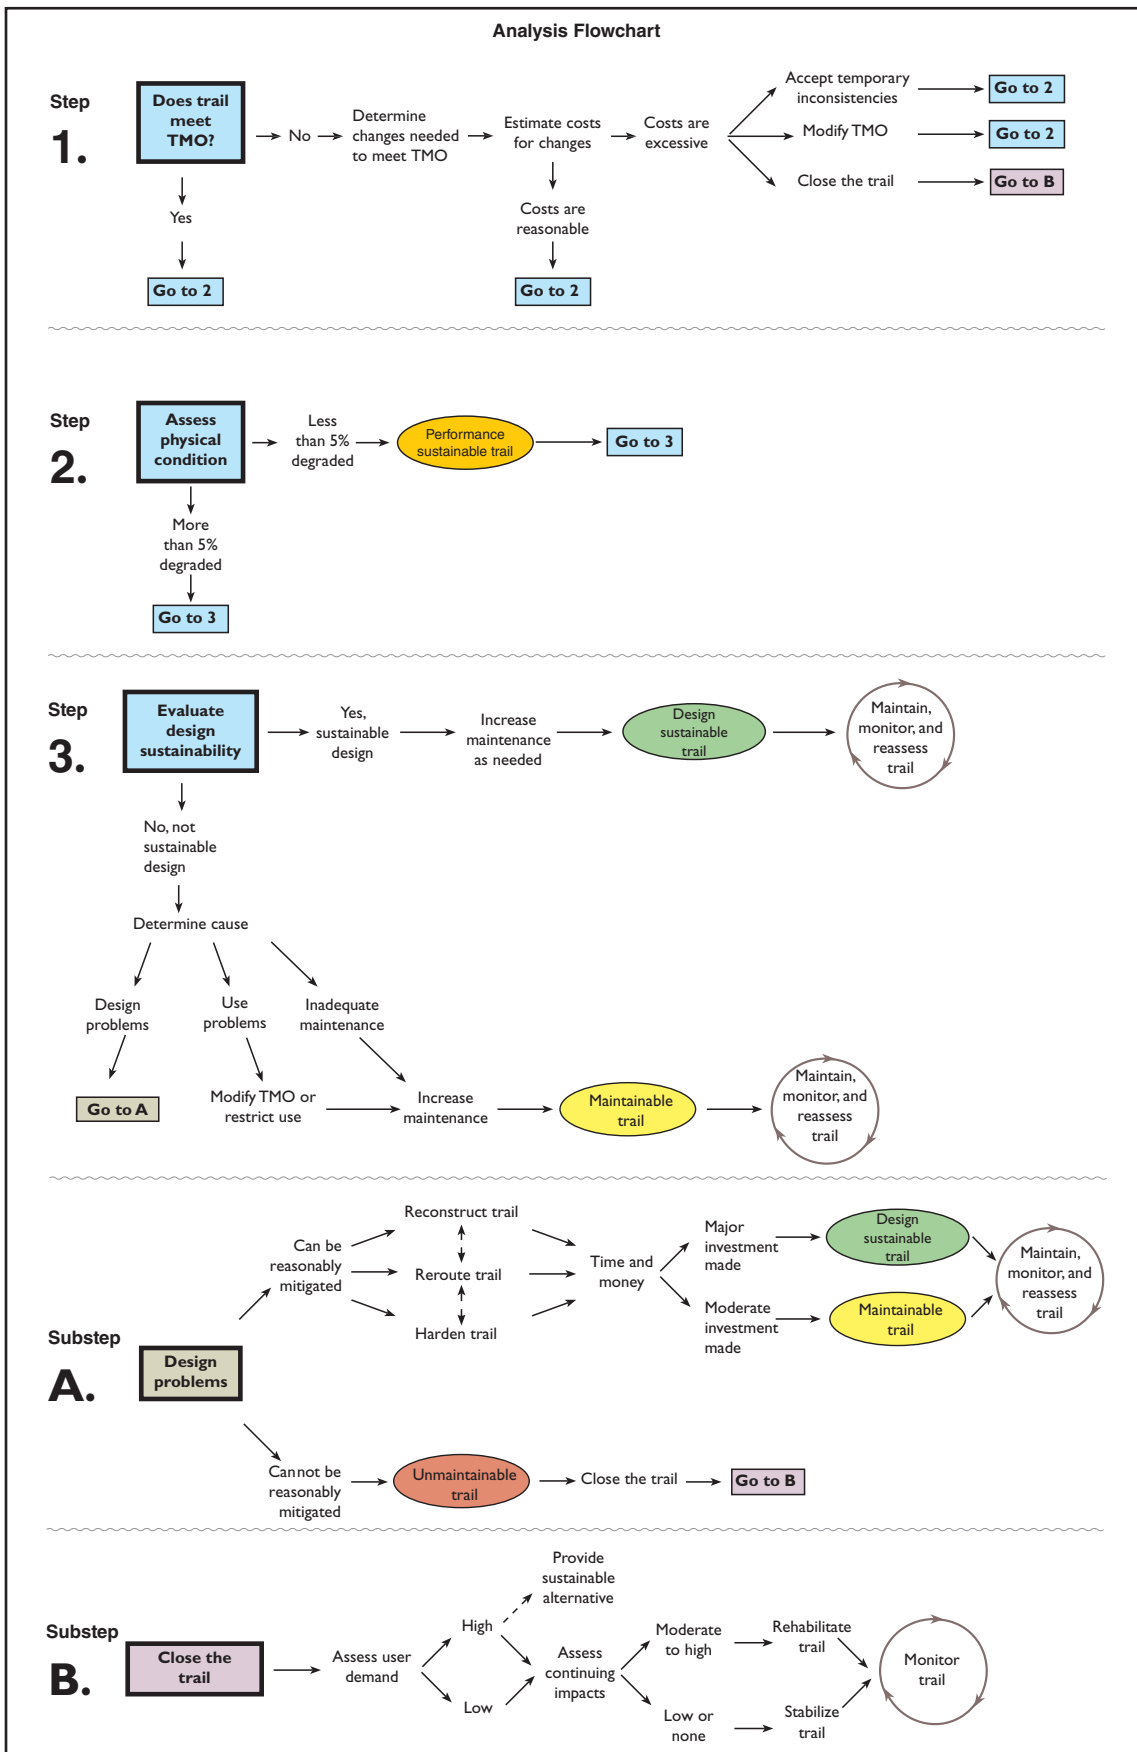 Analysis Flowchart
Step
1.
Does trail
meet
TMO?
No
Determine
changes needed
to meet TMO
Estimate costs
for changes
Costs are
excessive
Accept temporary
inconsistencies
Go to 2
Modify TMO
Go to 2
Close the trail
Go to B
Yes
Go to 2
Costs are
reasonable
Go to 2
Step
2.
Assess
physical
condition
Less
than 5%
degraded
Performance
sustainable trail
Go to 3
More
than 5%
degraded
Go to 3
Step
3.
Evaluate
design
sustainability
Yes,
sustainable
design
Increase
maintenance
as needed
Design
sustainable
trail
Maintain,
monitor, and
reassess
trail
No, not
sustainable
design
Determine cause
Design
problems
Use
problems
Inadequate
maintenance
Go to A
Modify TMO or
restrict use
Increase
maintenance
Maintainable
trail
Maintain,
monitor, and
reassess
trail
Substep
A.
Design
problems
Can be
reasonably
mitigated
Reconstruct trail
Reroute trail
Harden trail
Time and
money
Major
investment
made
Design
sustainable
trail
Moderate
investment
made
Maintainable
trail
Maintain,
monitor, and
reassess
trail
Cannot be
reasonably
mitigated
Unmaintainable
trail
Close the trail
Go to B
Substep
B.
Close the
trail
Assess user
demand
High
Provide
sustainable
alternative
Low
Assess
continuing
impacts
Moderate
to high
Rehabilitate
trail
Low or
none
Stabilize
trail
Monitor
trail